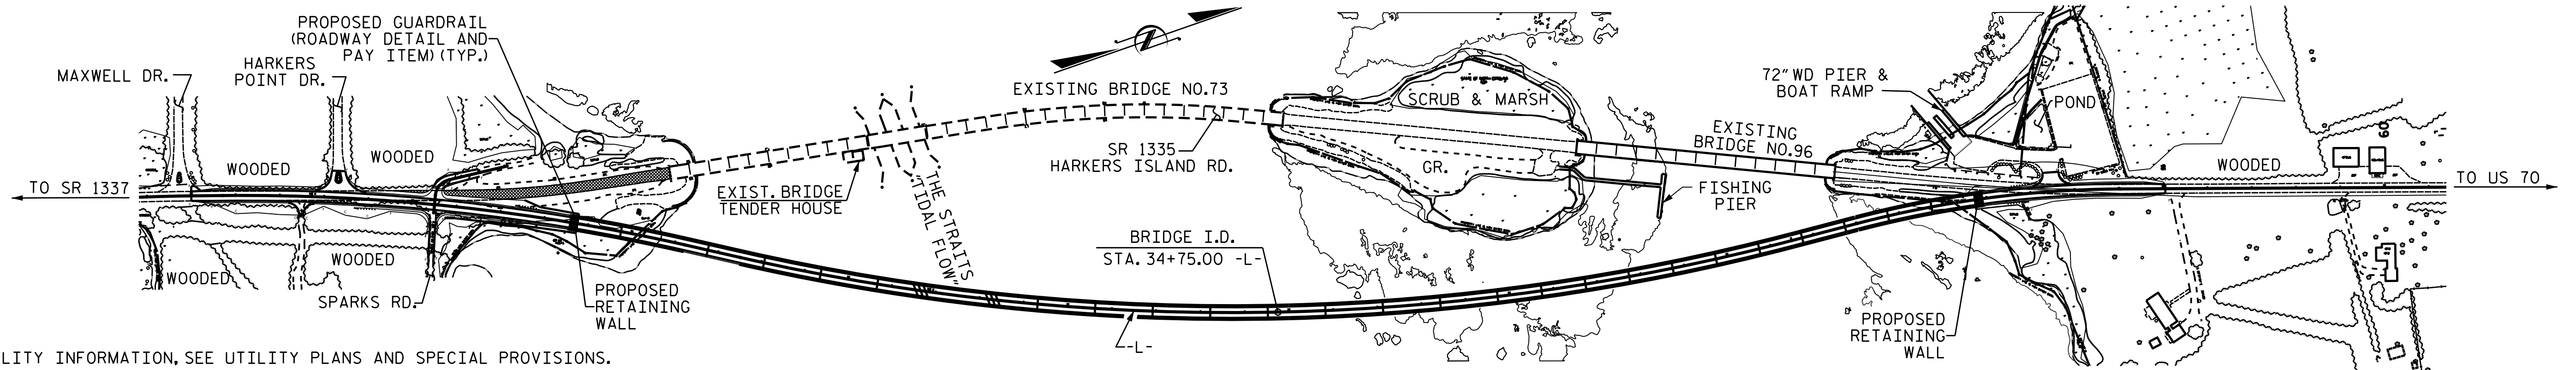 PROPOSED GUARDRAIL
(ROADWAY DETAIL AND
PAY ITEM) (TYP.)
MAXWELL DR.
HARKERS
POINT DR.
WOODED
WOODED
TO SR 1337
WOODED
WOODED
SPARKS RD.
PROPOSED
RETAINING
WALL
EXIST. BRIDGE
TENDER HOUSE
THE STRAITS
"TIDAL FLOW"
EXISTING BRIDGE NO.73
SR 1335
HARKERS ISLAND RD.
BRIDGE I.D.
STA. 34+75.00 -L-
-L-
SCRUB & MARSH
GR.
EXISTING
BRIDGE NO.96
FISHING
PIER
72" WD PIER &
BOAT RAMP
POND
WOODED
60
TO US 70
PROPOSED
RETAINING
WALL
LITY INFORMATION, SEE UTILITY PLANS AND SPECIAL PROVISIONS.